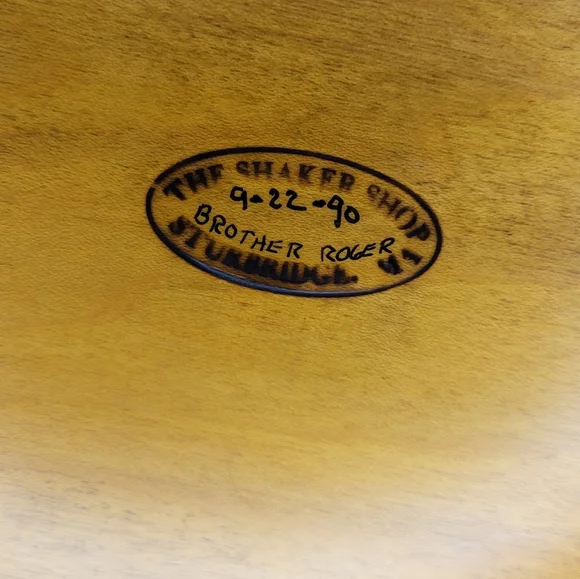 THE SHAKER SHOP
9-22-90
BROTHER ROGER
STURBRIDGE, MA